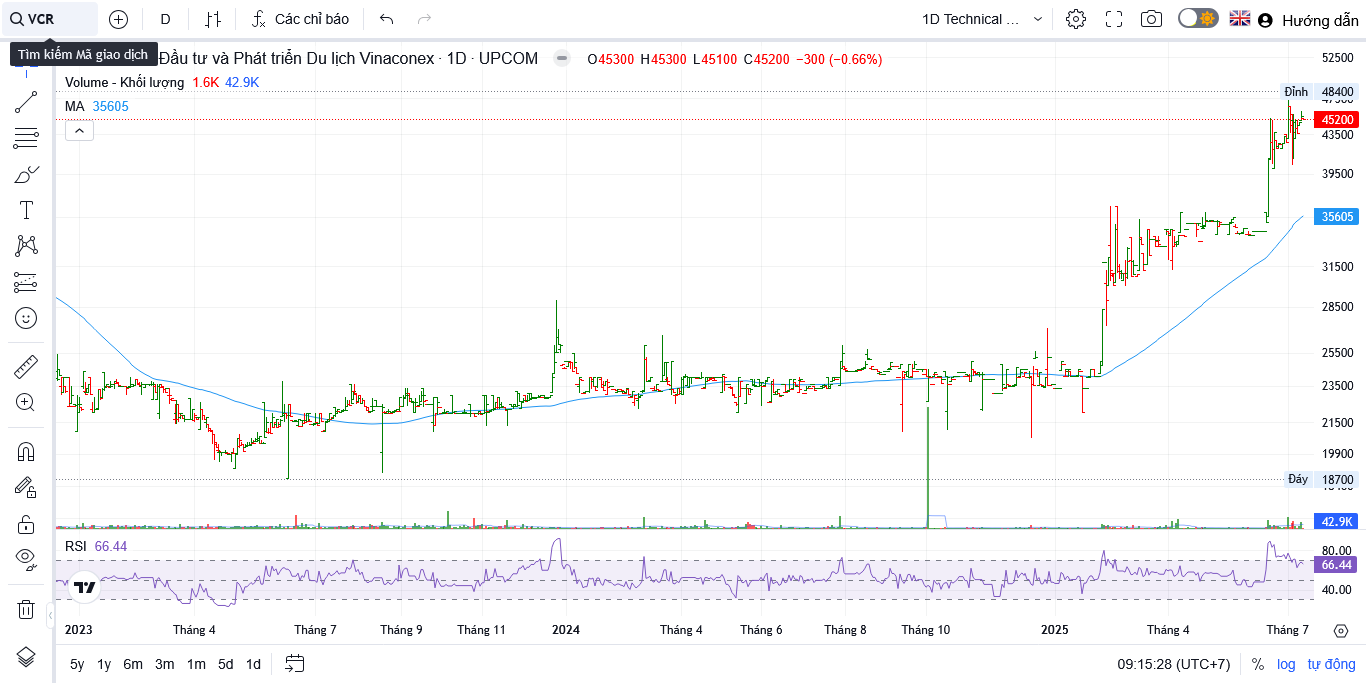 VCR
D
Các chỉ báo
1D Technical ...
Hướng dẫn
Tìm kiếm Mã giao dịch
Đầu tư và Phát triển Du lịch Vinaconex · 1D · UPCOM
O45300 H45300 L45100 C45200 −300 (−0.66%)
Volume - Khối lượng 1.6K 42.9K
MA 35605
52500
Đỉnh 48400
47500
45200
43500
39500
35605
31500
28500
25500
23500
21500
19900
Đáy 18700
42.9K
RSI 66.44
80.00
66.44
40.00
2023 Tháng 4 Tháng 7 Tháng 9 Tháng 11 2024 Tháng 4 Tháng 6 Tháng 8 Tháng 10 2025 Tháng 4 Tháng 7
5y 1y 6m 3m 1m 5d 1d
09:15:28 (UTC+7) % log tự động